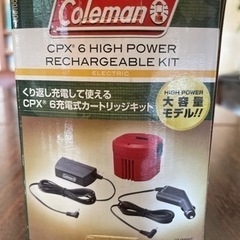 Coleman
CPX® 6 HIGH POWER
RECHARGEABLE KIT
ELECTRIC
くり返し充電して使える
CPX® 6充電式カートリッジキット
HIGH POWER
大容量
モデル!!